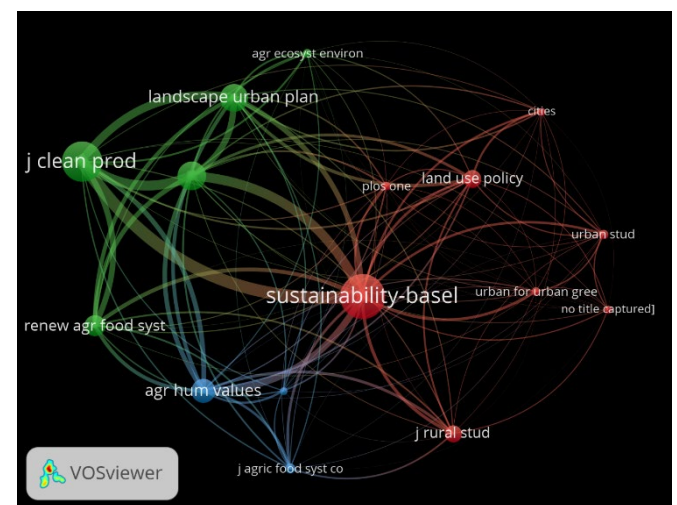 agr ecosyst environ
landscape urban plan
cities
j clean prod
plos one
land use policy
urban stud
sustainability-basel
urban for urban gree
no title captured]
renew agr food syst
agr hum values
j rural stud
j agric food syst co
VOSviewer